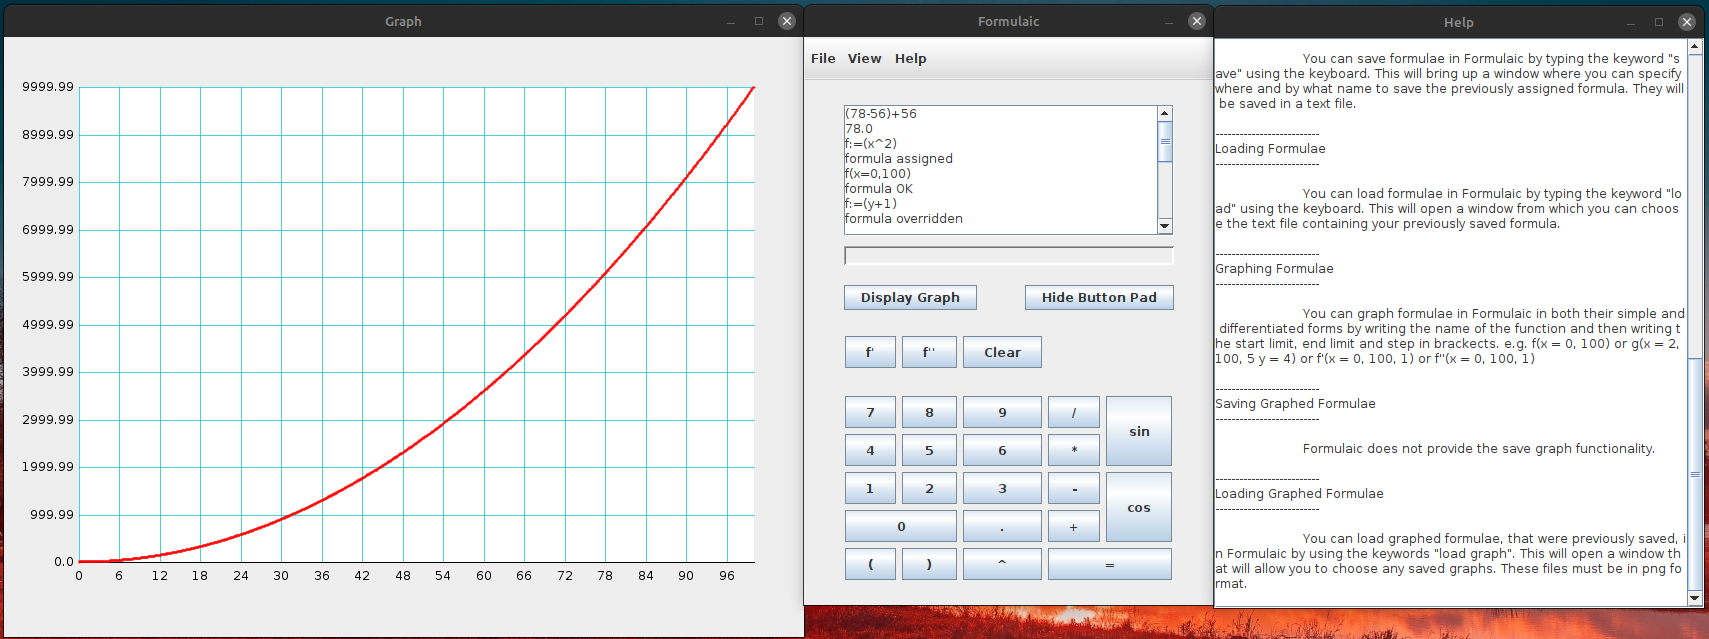 Graph
9999.99
8999.99
7999.99
6999.99
5999.99
4999.99
3999.99
2999.99
1999.99
999.99
0.0
0 6 12 18 24 30 36 42 48 54 60 66 72 78 84 90 96
Formulaic
File View Help
(78-56)+56
78.0
f:=(x^2)
formula assigned
f(x=0,100)
formula OK
f:=(y+1)
formula overridden
Display Graph Hide Button Pad
f' f'' Clear
7 8 9 / sin
4 5 6 *
1 2 3 - cos
0 . +
( ) ^ =
Help
You can save formulae in Formulaic by typing the keyword "s
ave" using the keyboard. This will bring up a window where you can specify
where and by what name to save the previously assigned formula. They will
be saved in a text file.
--------------------------
Loading Formulae
--------------------------
You can load formulae in Formulaic by typing the keyword "lo
ad" using the keyboard. This will open a window from which you can choos
e the text file containing your previously saved formula.
--------------------------
Graphing Formulae
--------------------------
You can graph formulae in Formulaic in both their simple and
differentiated forms by writing the name of the function and then writing t
he start limit, end limit and step in brackects. e.g. f(x = 0, 100) or g(x = 2,
100, 5 y = 4) or f'(x = 0, 100, 1) or f''(x = 0, 100, 1)
--------------------------
Saving Graphed Formulae
--------------------------
Formulaic does not provide the save graph functionality.
--------------------------
Loading Graphed Formulae
--------------------------
You can load graphed formulae, that were previously saved, i
n Formulaic by using the keywords "load graph". This will open a window th
at will allow you to choose any saved graphs. These files must be in png fo
rmat.